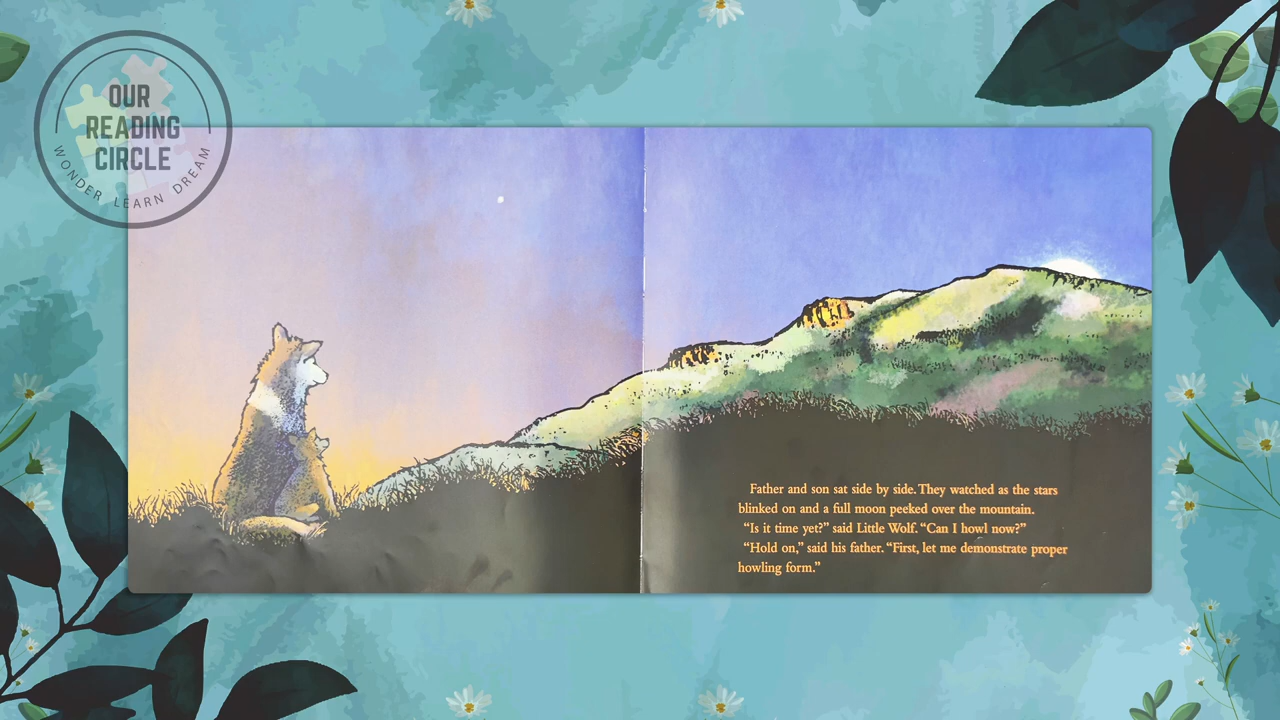 OUR
READING
CIRCLE
WONDER LEARN DREAM
Father and son sat side by side. They watched as the stars
blinked on and a full moon peeked over the mountain.
“Is it time yet?” said Little Wolf. “Can I howl now?”
“Hold on,” said his father. “First, let me demonstrate proper
howling form.”